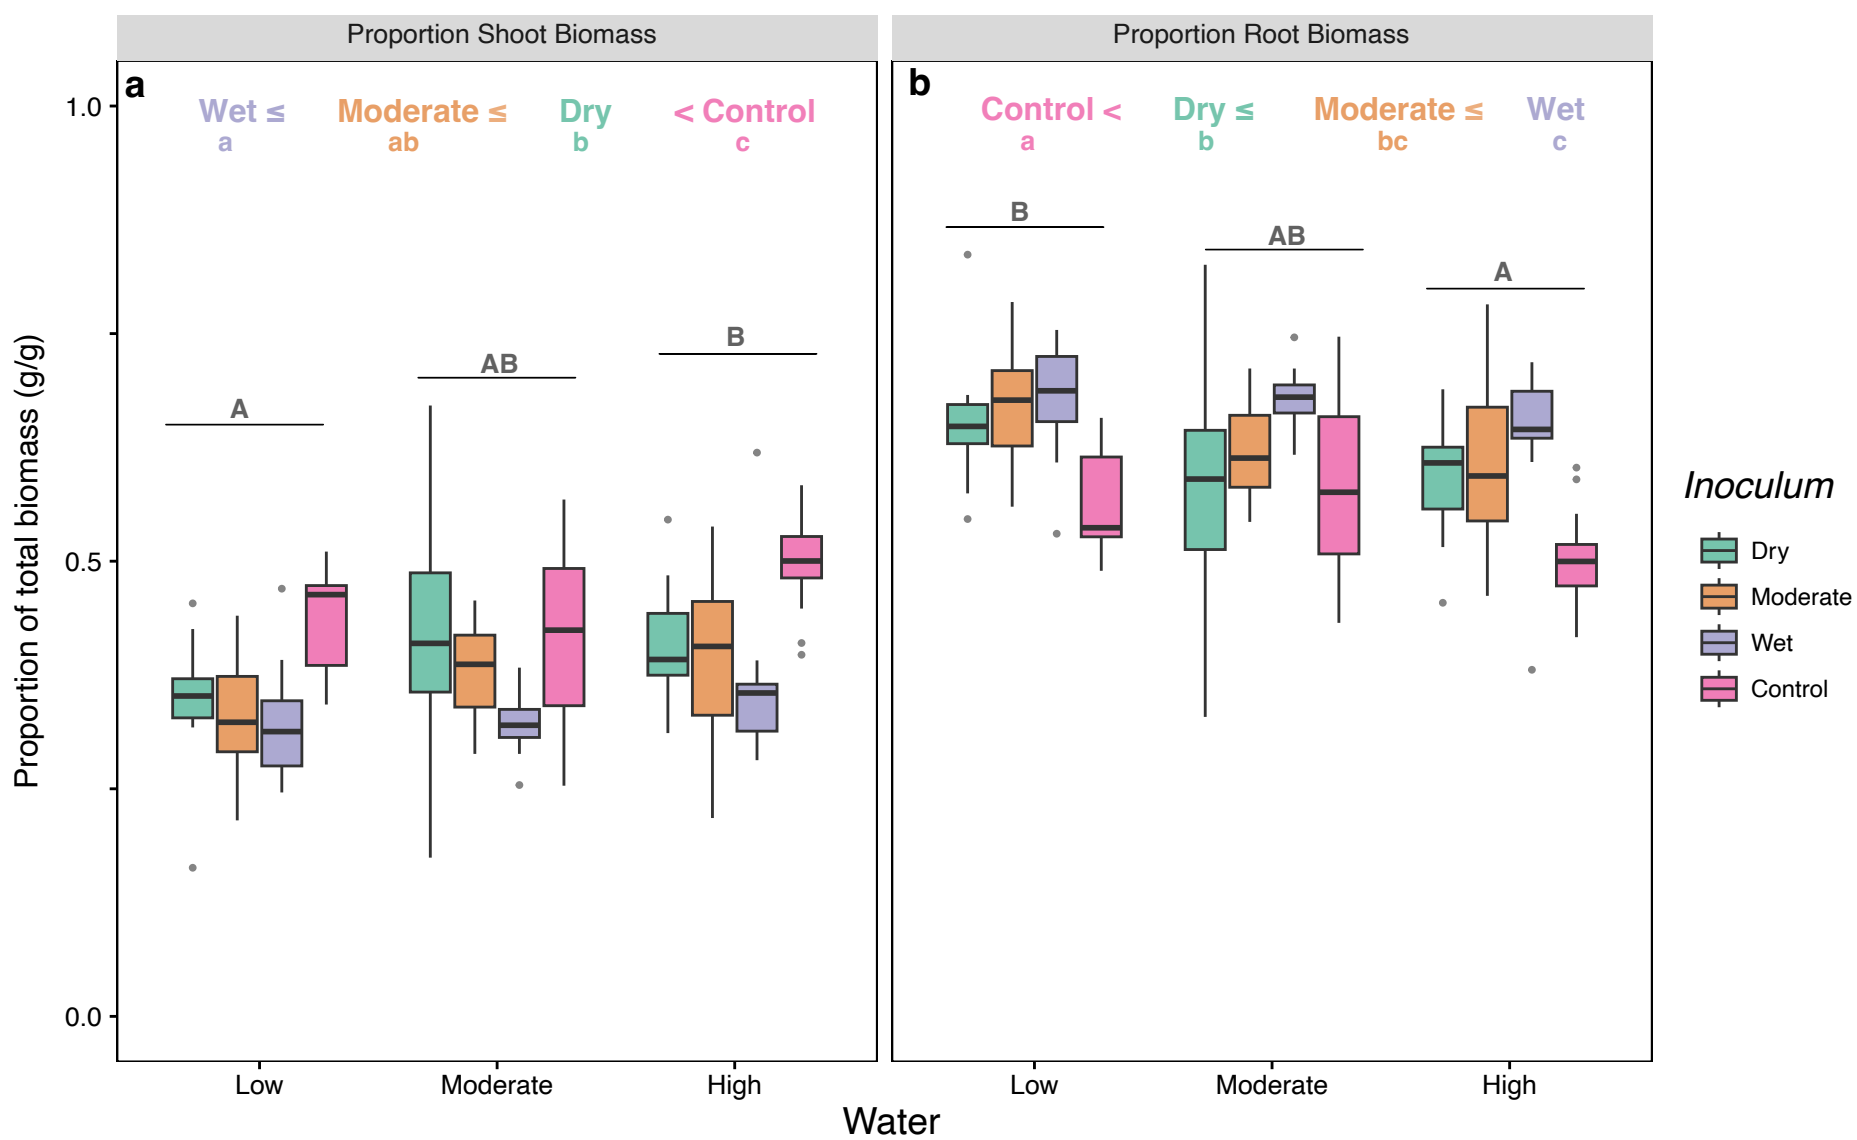 Proportion Shoot Biomass
Proportion Root Biomass
a
Wet ≤ Moderate ≤ Dry < Control
a ab b c
b
Control < Dry ≤ Moderate ≤ Wet
a b bc c
A
AB
B
B
AB
A
1.0
0.5
0.0
Proportion of total biomass (g/g)
Low Moderate High
Low Moderate High
Water
Inoculum
Dry
Moderate
Wet
Control